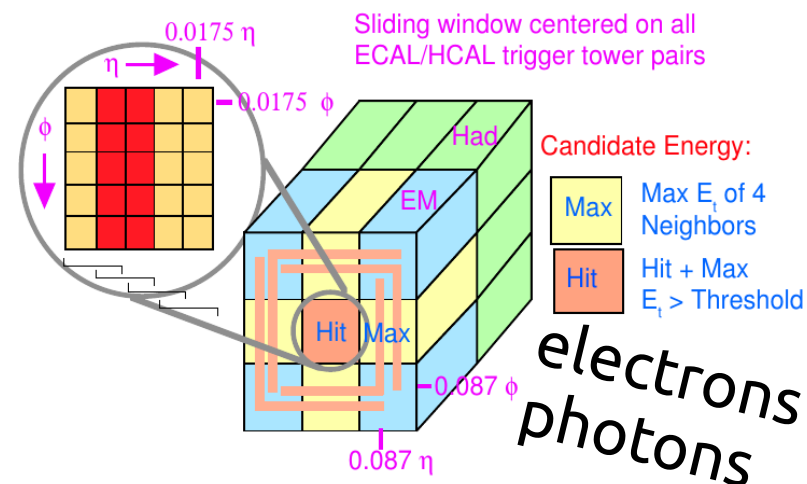 Sliding window centered on all
ECAL/HCAL trigger tower pairs
0.0175 η
η
0.0175 φ
φ
Had
EM
Candidate Energy:
Max
Max Et of 4
Neighbors
Hit
Hit + Max
Et > Threshold
Hit
Max
0.087 φ
0.087 η
electrons
photons